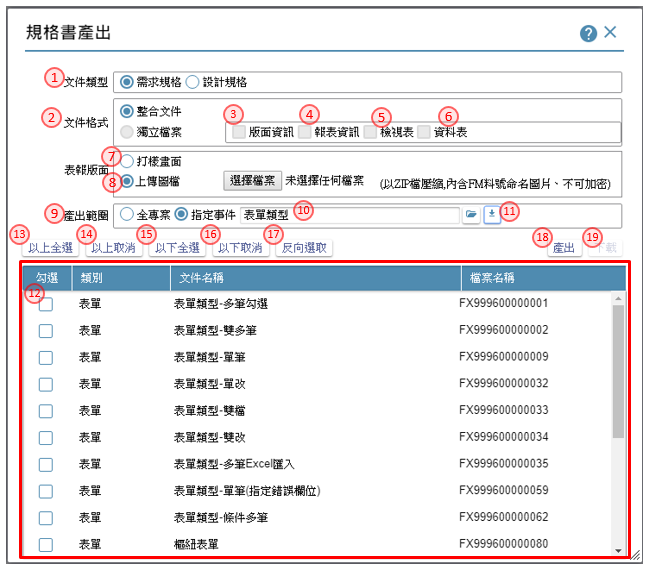 規格書產出
?
1 文件類型 需求規格 設計規格
2 文件格式 整合文件
獨立檔案 3 版面資訊 4 報表資訊 5 檢視表 6 資料表
表報版面 7 打樣畫面
8 上傳圖檔 選擇檔案 未選擇任何檔案 (以ZIP檔壓縮,內含FM料號命名圖片、不可加密)
9 產出範圍 全專案 指定事件 表單類型 10 11
13 以上全選 14 以上取消 15 以下全選 16 以下取消 17 反向選取 18 產出 19 下載
勾選 類別 文件名稱 檔案名稱
12 表單 表單類型-多筆勾選 FX999600000001
表單 表單類型-雙多筆 FX999600000002
表單 表單類型-單筆 FX999600000009
表單 表單類型-單改 FX999600000032
表單 表單類型-雙檔 FX999600000033
表單 表單類型-雙改 FX999600000034
表單 表單類型-多筆Excel匯入 FX999600000035
表單 表單類型-單筆(指定錯誤欄位) FX999600000059
表單 表單類型-條件多筆 FX999600000062
表單 樞紐表單 FX999600000080